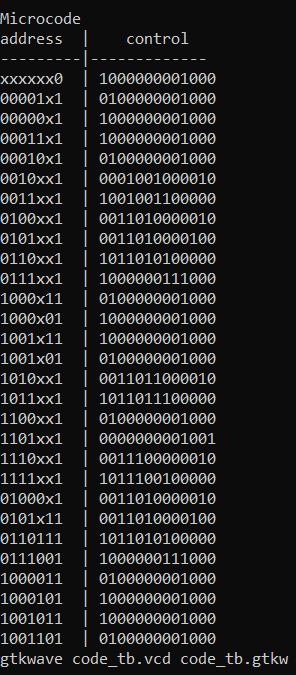 Microcode
address  |    control
---------|-------------
xxxxxx0  | 1000000001000
00001x1  | 0100000001000
00000x1  | 1000000001000
00011x1  | 1000000001000
00010x1  | 0100000001000
0010xx1  | 0001001000010
0011xx1  | 1001001100000
0100xx1  | 0011010000010
0101xx1  | 0011010000100
0110xx1  | 1011010100000
0111xx1  | 1000000111000
1000x11  | 0100000001000
1000x01  | 1000000001000
1001x11  | 1000000001000
1001x01  | 0100000001000
1010xx1  | 0011011000010
1011xx1  | 1011011100000
1100xx1  | 0100000001000
1101xx1  | 0000000001001
1110xx1  | 0011100000010
1111xx1  | 1011100100000
01000x1  | 0011010000010
0101x11  | 0011010000100
0110111  | 1011010100000
0111001  | 1000000111000
1000011  | 0100000001000
1000101  | 1000000001000
1001011  | 1000000001000
1001101  | 0100000001000
gtkwave code_tb.vcd code_tb.gtkw